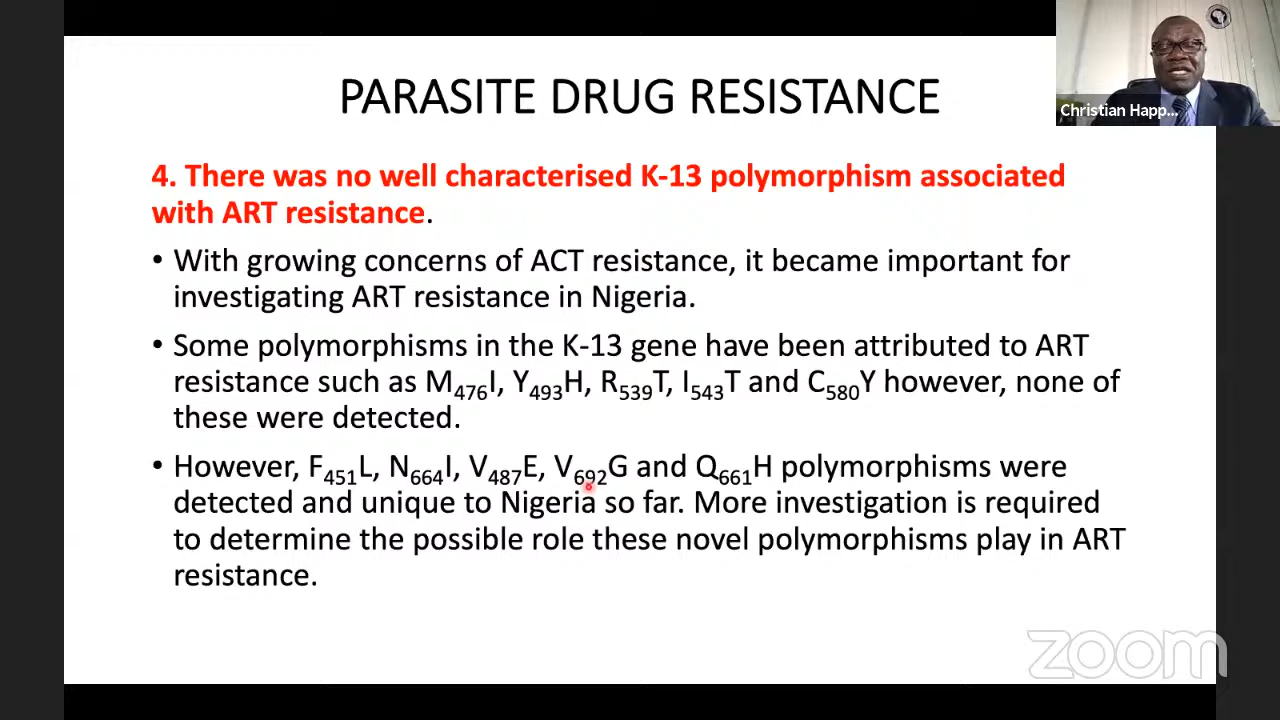 PARASITE DRUG RESISTANCE
Christian Happ...
4. There was no well characterised K-13 polymorphism associated
with ART resistance.
• With growing concerns of ACT resistance, it became important for
investigating ART resistance in Nigeria.
• Some polymorphisms in the K-13 gene have been attributed to ART
resistance such as M476I, Y493H, R539T, I543T and C580Y however, none of
these were detected.
• However, F451L, N664I, V487E, V692G and Q661H polymorphisms were
detected and unique to Nigeria so far. More investigation is required
to determine the possible role these novel polymorphisms play in ART
resistance.
zoom